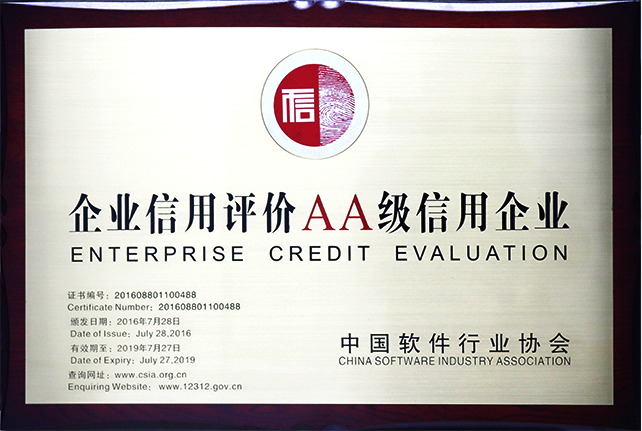 信
企业信用评价AA级信用企业
ENTERPRISE CREDIT EVALUATION
证书编号：201608801100488
Certificate Number：201608801100488
颁发日期：2016年7月28日
Date of Issue：July 28,2016
有效期至：2019年7月27日
Date of Expiry：July 27,2019
查询网址：www.csia.org.cn
Enquiring Website：www.12312.gov.cn
中国软件行业协会
CHINA SOFTWARE INDUSTRY ASSOCIATION